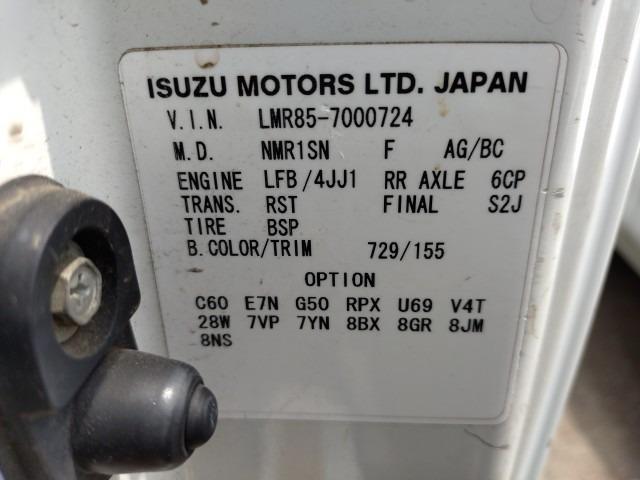 ISUZU MOTORS LTD. JAPAN
V.I.N. LMR85-7000724
M.D. NMR1SN F AG/BC
ENGINE LFB/4JJ1 RR AXLE 6CP
TRANS. RST FINAL S2J
TIRE BSP
B.COLOR/TRIM 729/155
OPTION
C60 E7N G50 RPX U69 V4T
28W 7VP 7YN 8BX 8GR 8JM
8NS